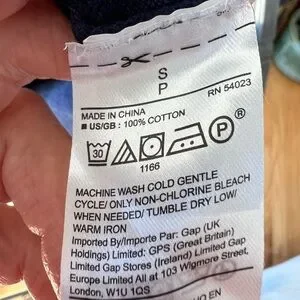 S
P
RN 54023
MADE IN CHINA
■ US/GB : 100% COTTON
30 P®
1166
MACHINE WASH COLD GENTLE
CYCLE/ ONLY NON-CHLORINE BLEACH
WHEN NEEDED/ TUMBLE DRY LOW/
WARM IRON
Imported By/Importe Par: Gap (UK
Holdings) Limited: GPS (Great Britain)
Limited Gap Stores (Ireland) Limited Gap
Europe Limited All at 103 Wigmore Street,
London, W1U 1QS